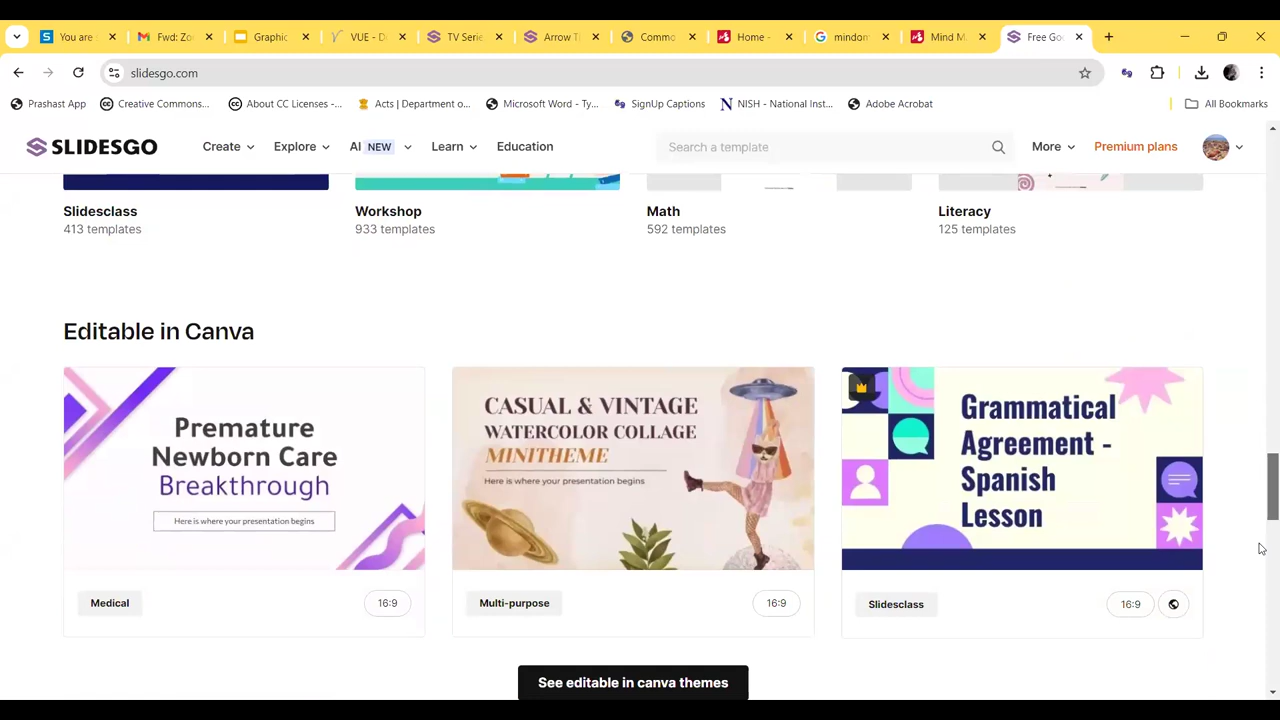 You are
Fwd: Zo
Graphic
VUE - D
TV Serie
Arrow T
Commo
Home -
mindom
Mind M
Free Go
slidesgo.com
Prashast App
Creative Commons...
About CC Licenses -...
Acts | Department o...
Microsoft Word - Ty...
SignUp Captions
NISH - National Inst...
Adobe Acrobat
All Bookmarks
SLIDESGO
Create
Explore
AI NEW
Learn
Education
Search a template
More
Premium plans
Slidesclass
413 templates
Workshop
933 templates
Math
592 templates
Literacy
125 templates
Editable in Canva
Premature
Newborn Care
Breakthrough
Here is where your presentation begins
CASUAL & VINTAGE
WATERCOLOR COLLAGE
MINITHEME
Here is where your presentation begins
Grammatical
Agreement -
Spanish
Lesson
Medical
16:9
Multi-purpose
16:9
Slidesclass
16:9
See editable in canva themes